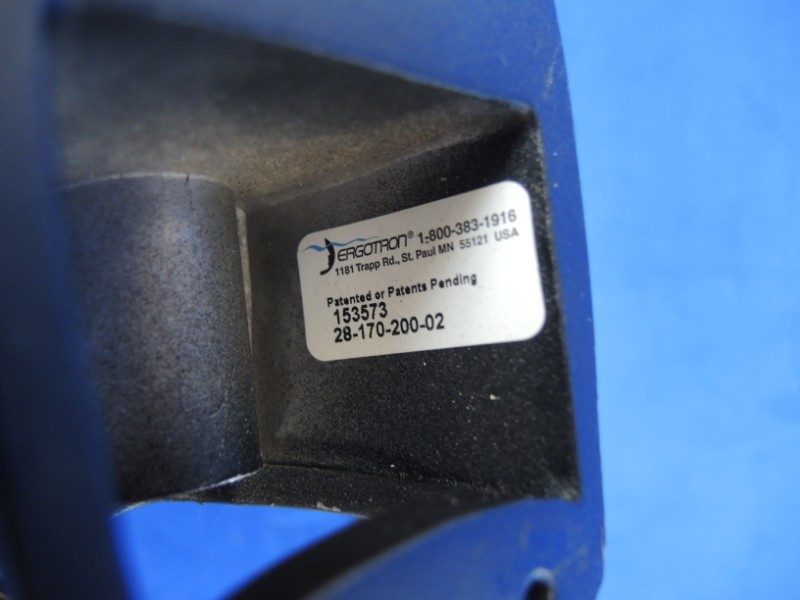 ERGOTRON® 1-800-383-1916
1181 Trapp Rd., St. Paul MN 55121 USA
Patented or Patents Pending
153573
28-170-200-02